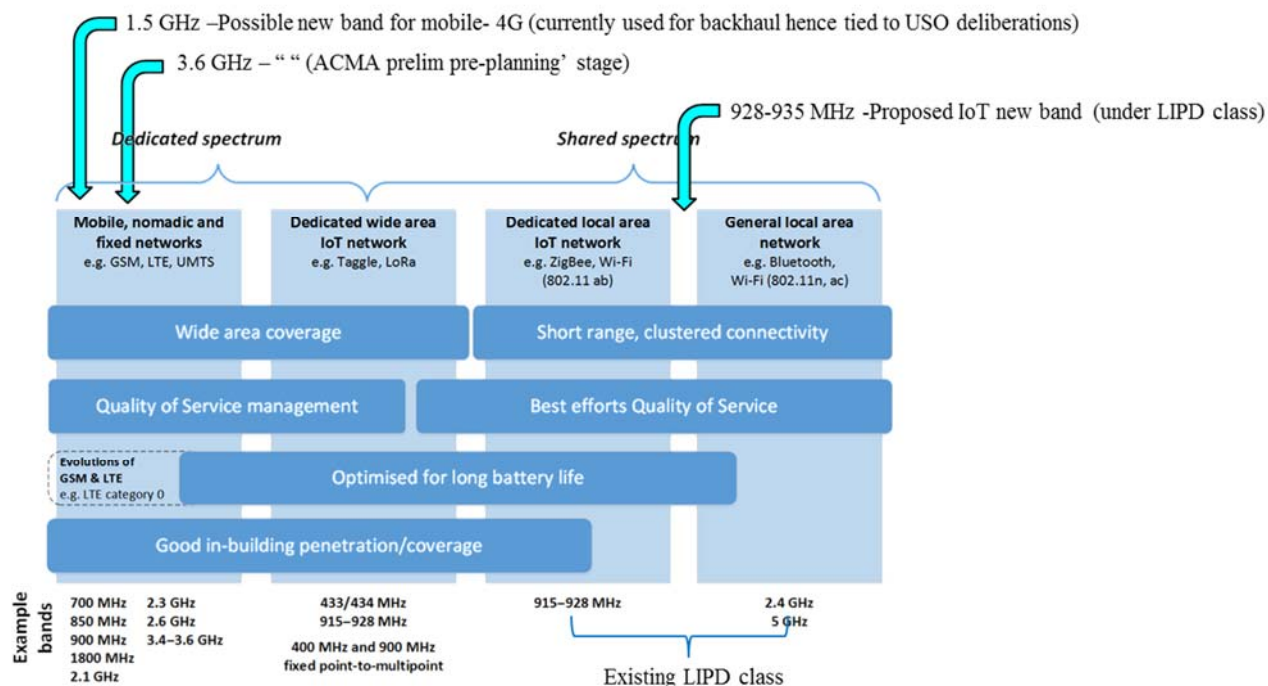 1.5 GHz –Possible new band for mobile- 4G (currently used for backhaul hence tied to USO deliberations)
3.6 GHz – “ “ (ACMA prelim pre-planning’ stage)
928-935 MHz -Proposed IoT new band (under LIPD class)
Dedicated spectrum
Shared spectrum
Mobile, nomadic and
fixed networks
e.g. GSM, LTE, UMTS
Dedicated wide area
IoT network
e.g. Taggle, LoRa
Dedicated local area
IoT network
e.g. ZigBee, Wi-Fi
(802.11 ab)
General local area
network
e.g. Bluetooth,
Wi-Fi (802.11n, ac)
Wide area coverage
Short range, clustered connectivity
Quality of Service management
Best efforts Quality of Service
Evolutions of
GSM & LTE
e.g. LTE category 0
Optimised for long battery life
Good in-building penetration/coverage
Example
bands
700 MHz
850 MHz
900 MHz
1800 MHz
2.1 GHz
2.3 GHz
2.6 GHz
3.4–3.6 GHz
433/434 MHz
915–928 MHz
400 MHz and 900 MHz
fixed point-to-multipoint
915–928 MHz
2.4 GHz
5 GHz
Existing LIPD class